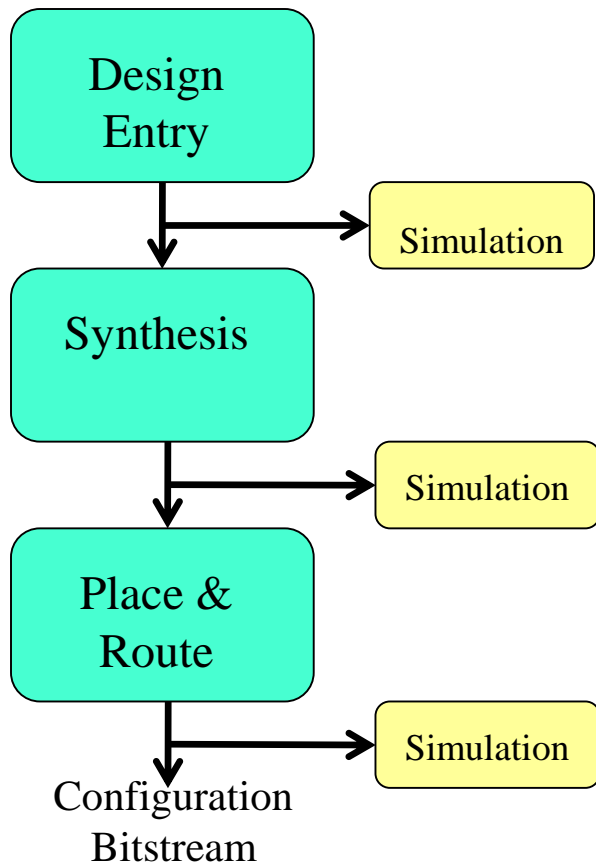 Design
Entry
Simulation
Synthesis
Simulation
Place &
Route
Simulation
Configuration
Bitstream